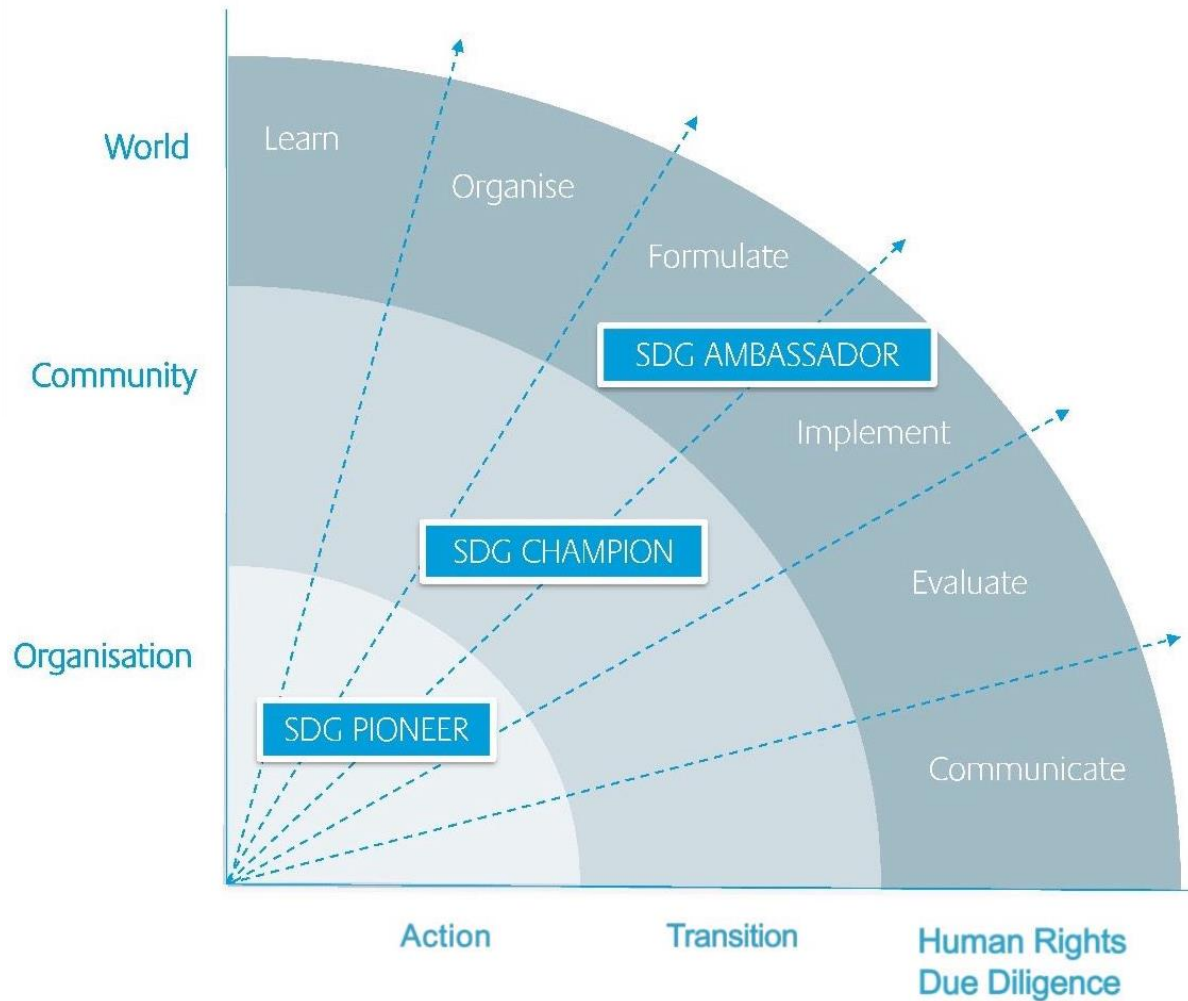 World
Learn
Organise
Formulate
SDG AMBASSADOR
Community
Implement
SDG CHAMPION
Evaluate
Organisation
SDG PIONEER
Communicate
Action
Transition
Human Rights
Due Diligence